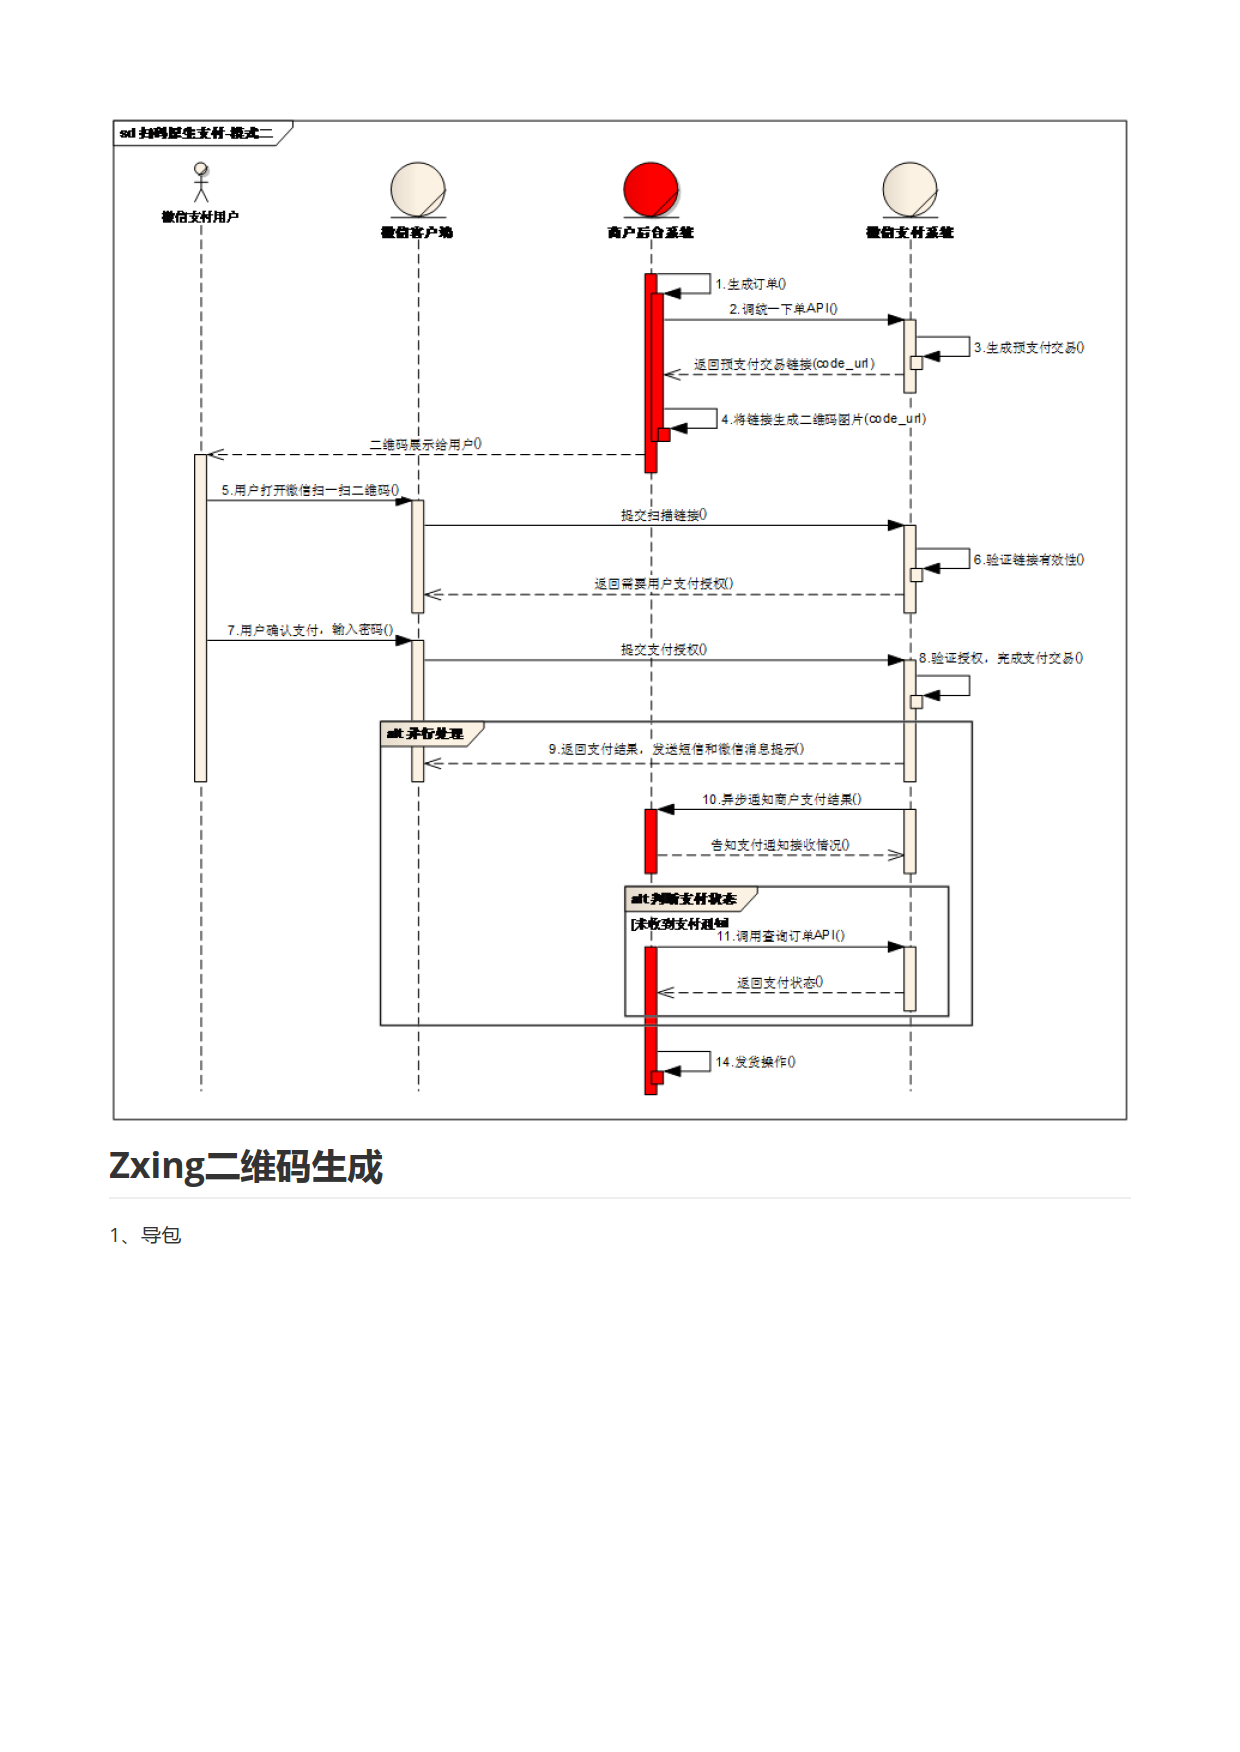 sd 扫码原生支付-模式二
微信支付用户
微信客户端
商户后台系统
微信支付系统
1.生成订单()
2.调统一下单API()
3.生成预支付交易()
返回预支付交易链接(code_url)
4.将链接生成二维码图片(code_url)
二维码展示给用户()
5.用户打开微信扫一扫二维码()
提交扫描链接()
6.验证链接有效性()
返回需要用户支付授权()
7.用户确认支付，输入密码()
提交支付授权()
8.验证授权，完成支付交易()
alt 并行处理
9.返回支付结果，发送短信和微信消息提示()
10.异步通知商户支付结果()
告知支付通知接收情况()
alt 判断支付状态
[未收到支付通知]
11.调用查询订单API()
返回支付状态()
14.发货操作()
Zxing二维码生成
1、导包